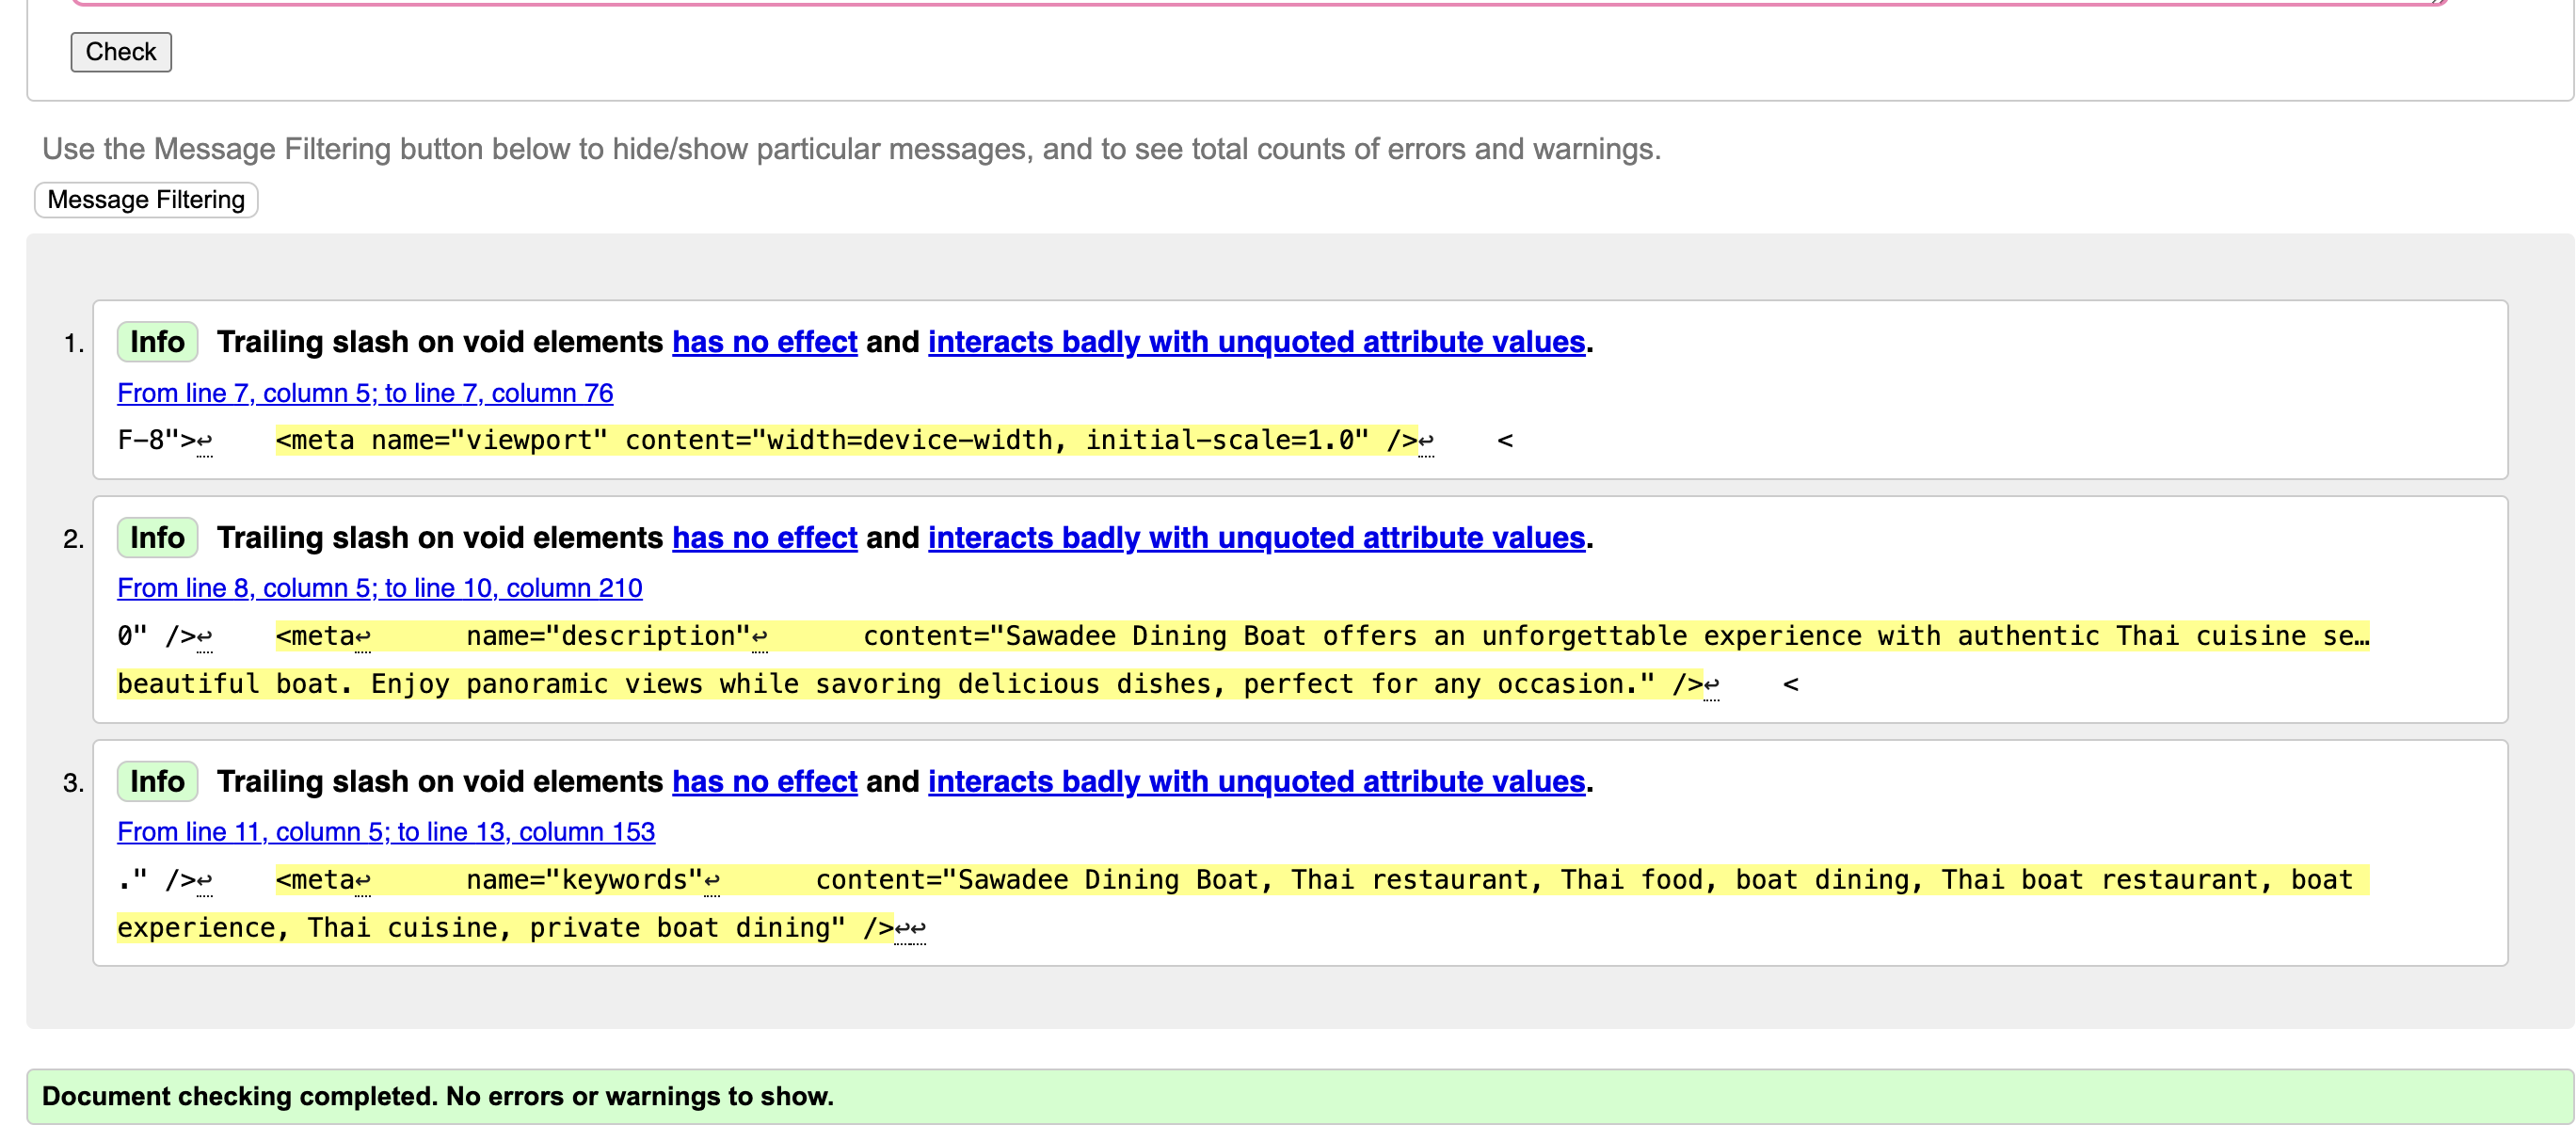 Check
Use the Message Filtering button below to hide/show particular messages, and to see total counts of errors and warnings.
Message Filtering
1. Info Trailing slash on void elements has no effect and interacts badly with unquoted attribute values.
From line 7, column 5; to line 7, column 76
F-8">↩    <meta name="viewport" content="width=device-width, initial-scale=1.0" />↩    <
2. Info Trailing slash on void elements has no effect and interacts badly with unquoted attribute values.
From line 8, column 5; to line 10, column 210
0" />↩    <meta↩      name="description"↩      content="Sawadee Dining Boat offers an unforgettable experience with authentic Thai cuisine se…
beautiful boat. Enjoy panoramic views while savoring delicious dishes, perfect for any occasion." />↩    <
3. Info Trailing slash on void elements has no effect and interacts badly with unquoted attribute values.
From line 11, column 5; to line 13, column 153
." />↩    <meta↩      name="keywords"↩      content="Sawadee Dining Boat, Thai restaurant, Thai food, boat dining, Thai boat restaurant, boat
experience, Thai cuisine, private boat dining" />↩↩
Document checking completed. No errors or warnings to show.